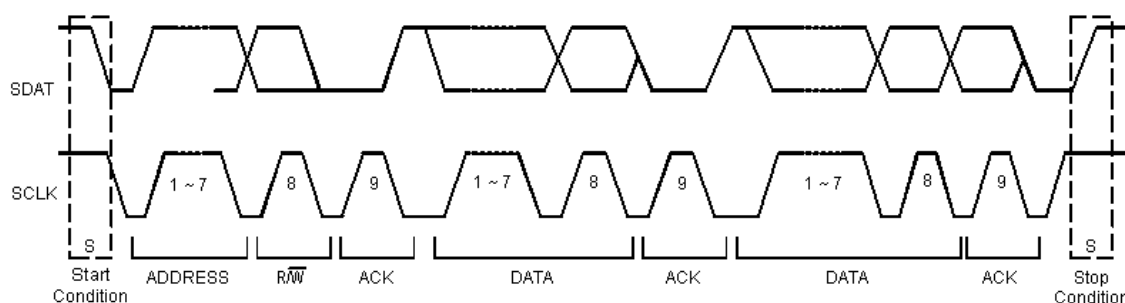 SDAT
SCLK
1 ~ 7
8
9
1 ~ 7
8
9
1 ~ 7
8
9
S
S
Start
Condition
ADDRESS
R/W̅
ACK
DATA
ACK
DATA
ACK
Stop
Condition